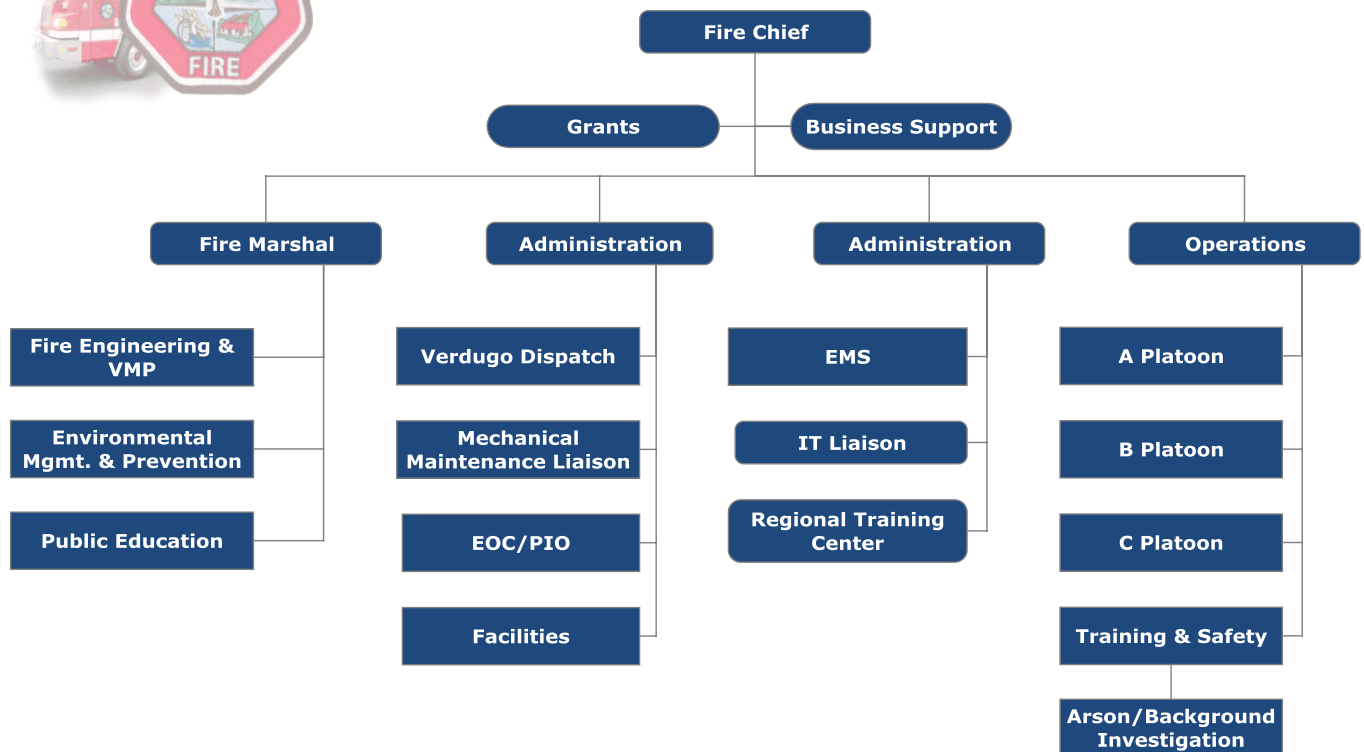 FIRE
Fire Chief
Grants
Business Support
Fire Marshal
Administration
Administration
Operations
Fire Engineering &
VMP
Verdugo Dispatch
EMS
A Platoon
Environmental
Mgmt. & Prevention
Mechanical
Maintenance Liaison
IT Liaison
B Platoon
Public Education
EOC/PIO
Regional Training
Center
C Platoon
Facilities
Training & Safety
Arson/Background
Investigation